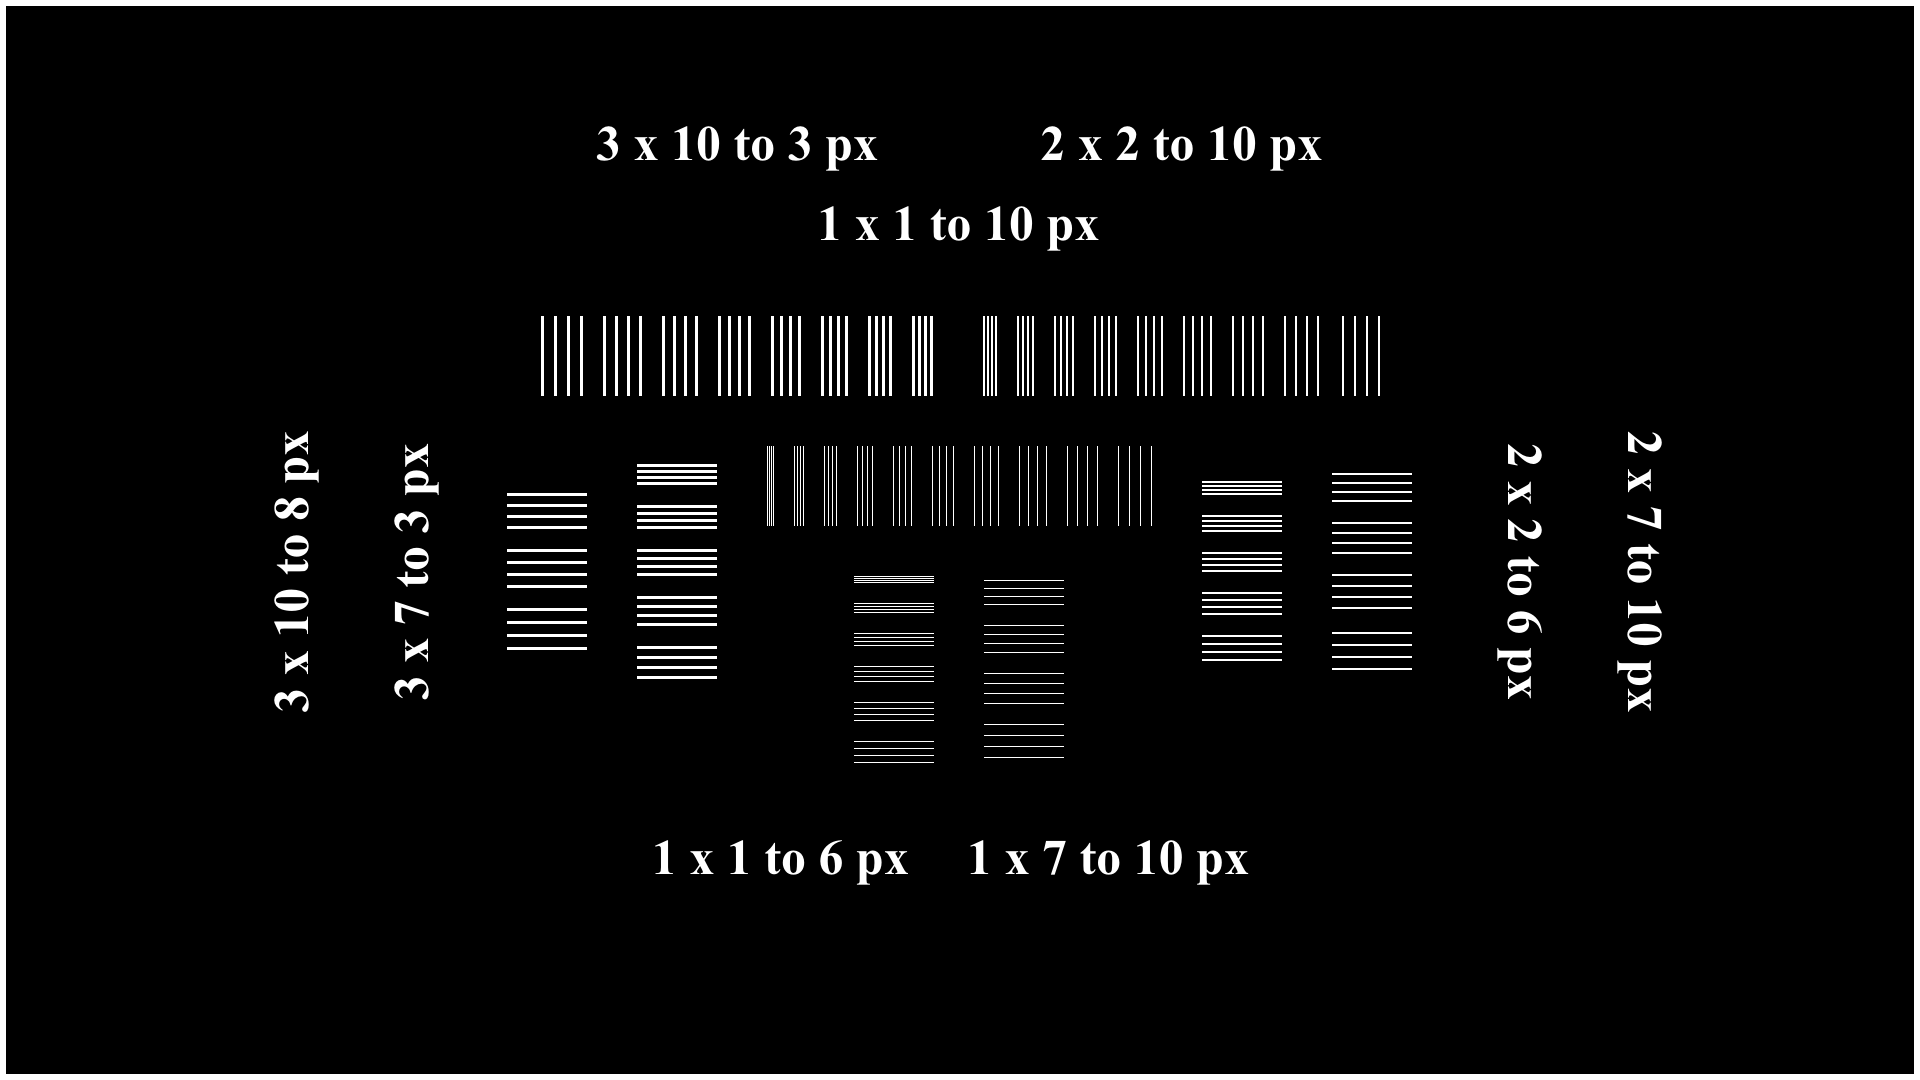 3 x 10 to 3 px
2 x 2 to 10 px
1 x 1 to 10 px
3 x 10 to 8 px
3 x 7 to 3 px
2 x 2 to 6 px
2 x 7 to 10 px
1 x 1 to 6 px
1 x 7 to 10 px